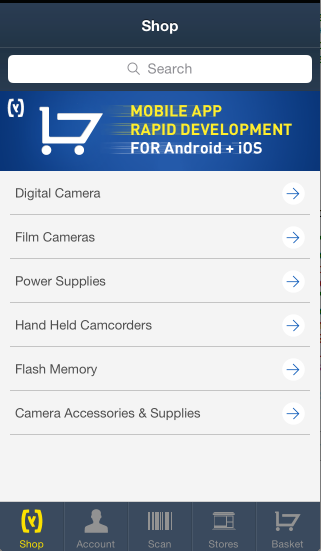 Shop
Search
MOBILE APP
RAPID DEVELOPMENT
FOR Android + iOS
Digital Camera
Film Cameras
Power Supplies
Hand Held Camcorders
Flash Memory
Camera Accessories & Supplies
Shop
Account
Scan
Stores
Basket